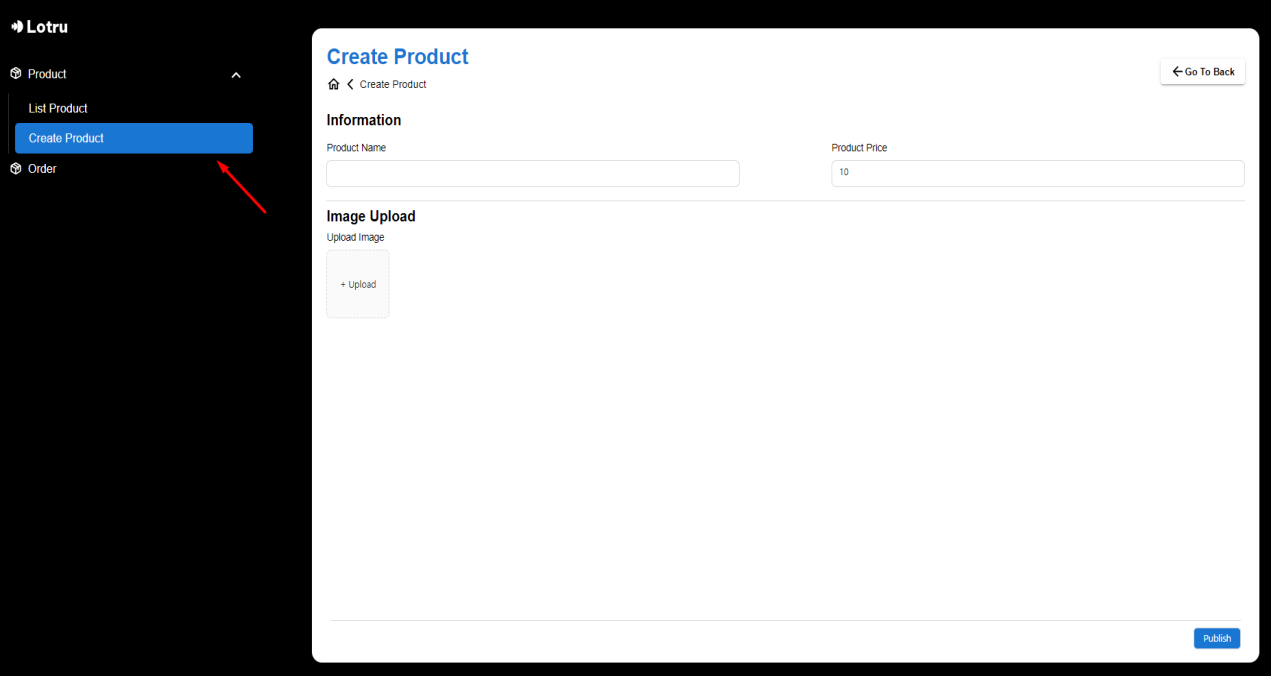 Lotru
Product
List Product
Create Product
Order
Create Product
Create Product
Go To Back
Information
Product Name
Product Price
10
Image Upload
Upload Image
+ Upload
Publish